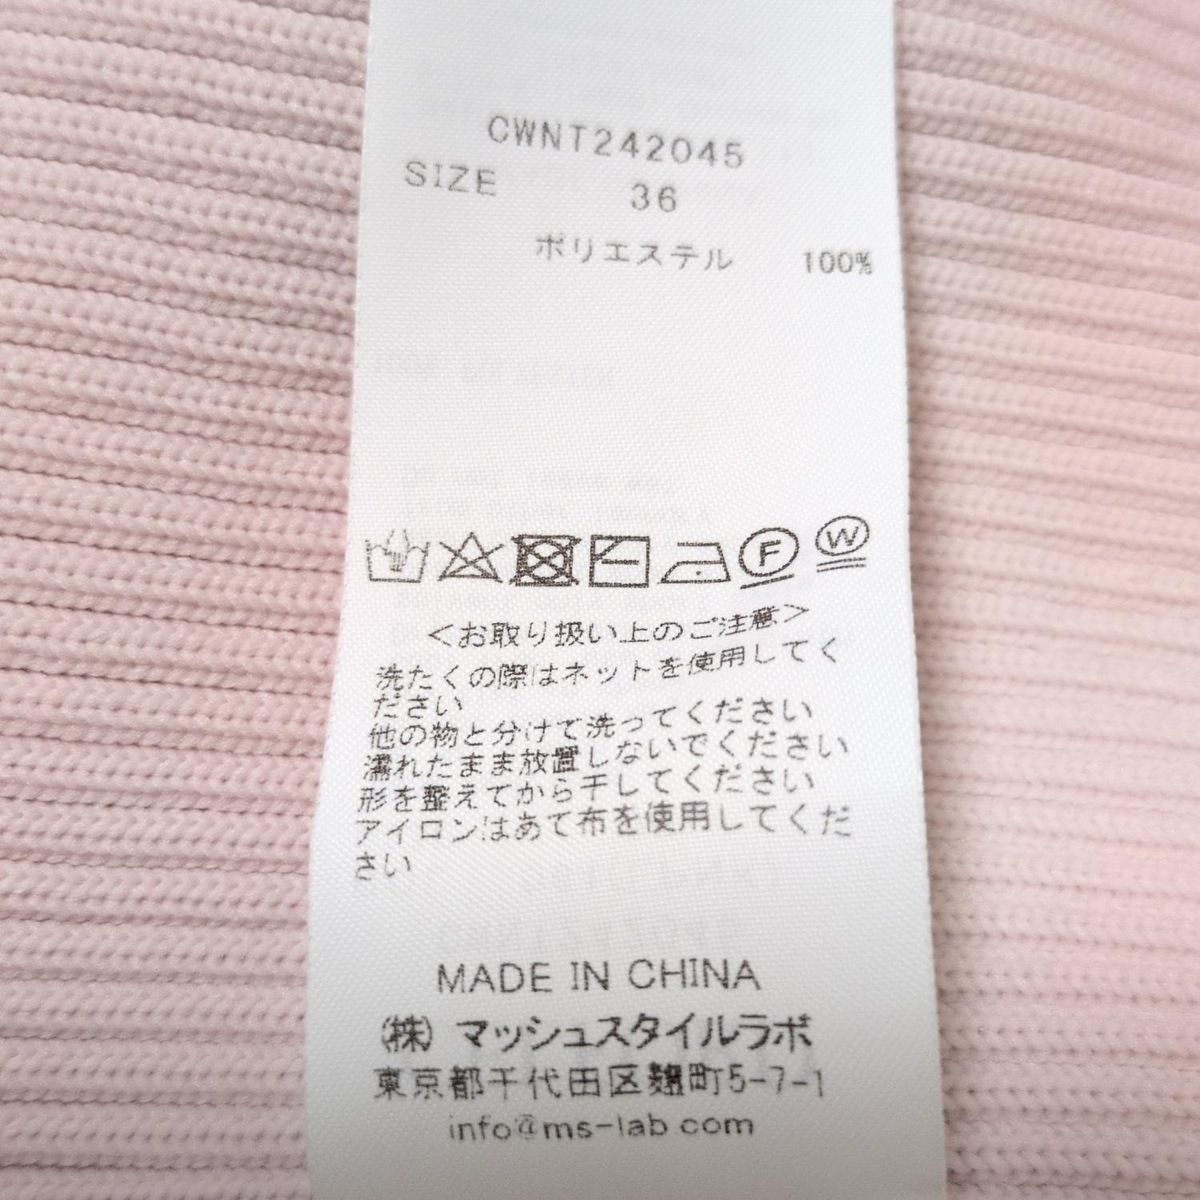 CWNT242045
SIZE 36
ポリエステル 100%
F W
<お取り扱い上のご注意>
洗たくの際はネットを使用してく
ださい
他の物と分けて洗ってください
濡れたまま放置しないでください
形を整えてから干してください
アイロンはあて布を使用してくだ
さい
MADE IN CHINA
(株) マッシュスタイルラボ
東京都千代田区麹町5-7-1
info@ms-lab.com